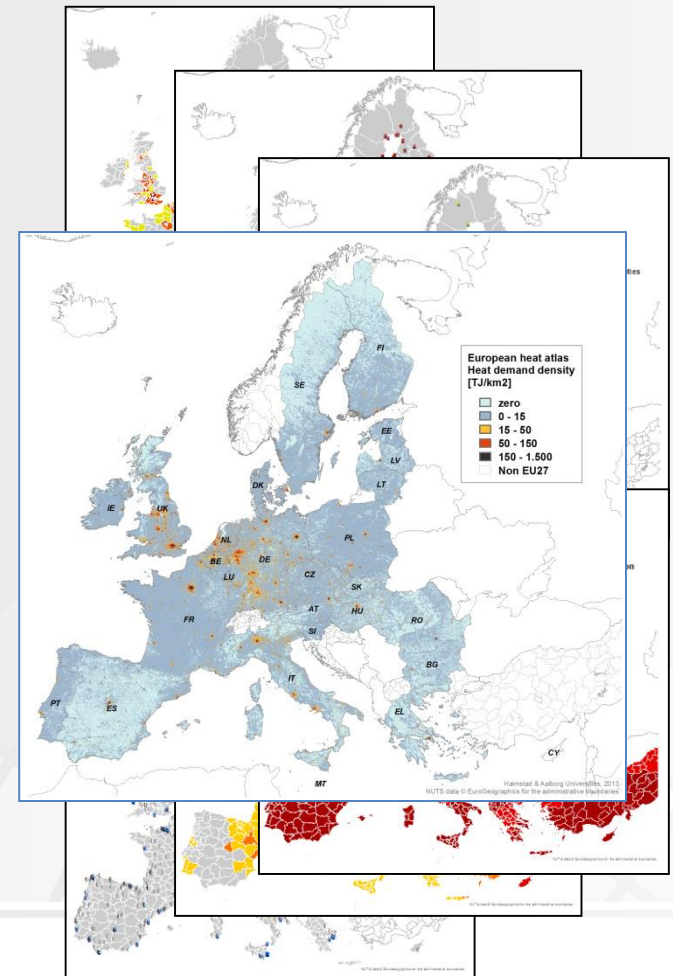 ties
European heat atlas
Heat demand density
[TJ/km2]
zero
0 - 15
15 - 50
50 - 150
150 - 1.500
Non EU27
FI
SE
EE
LV
LT
DK
IE
UK
NL
PL
BE
DE
LU
CZ
SK
FR
AT
HU
SI
RO
IT
BG
PT
ES
EL
CY
MT
on
Halmstad & Aalborg Universities, 2013
NUTS data © EuroGeographics for the administrative boundaries